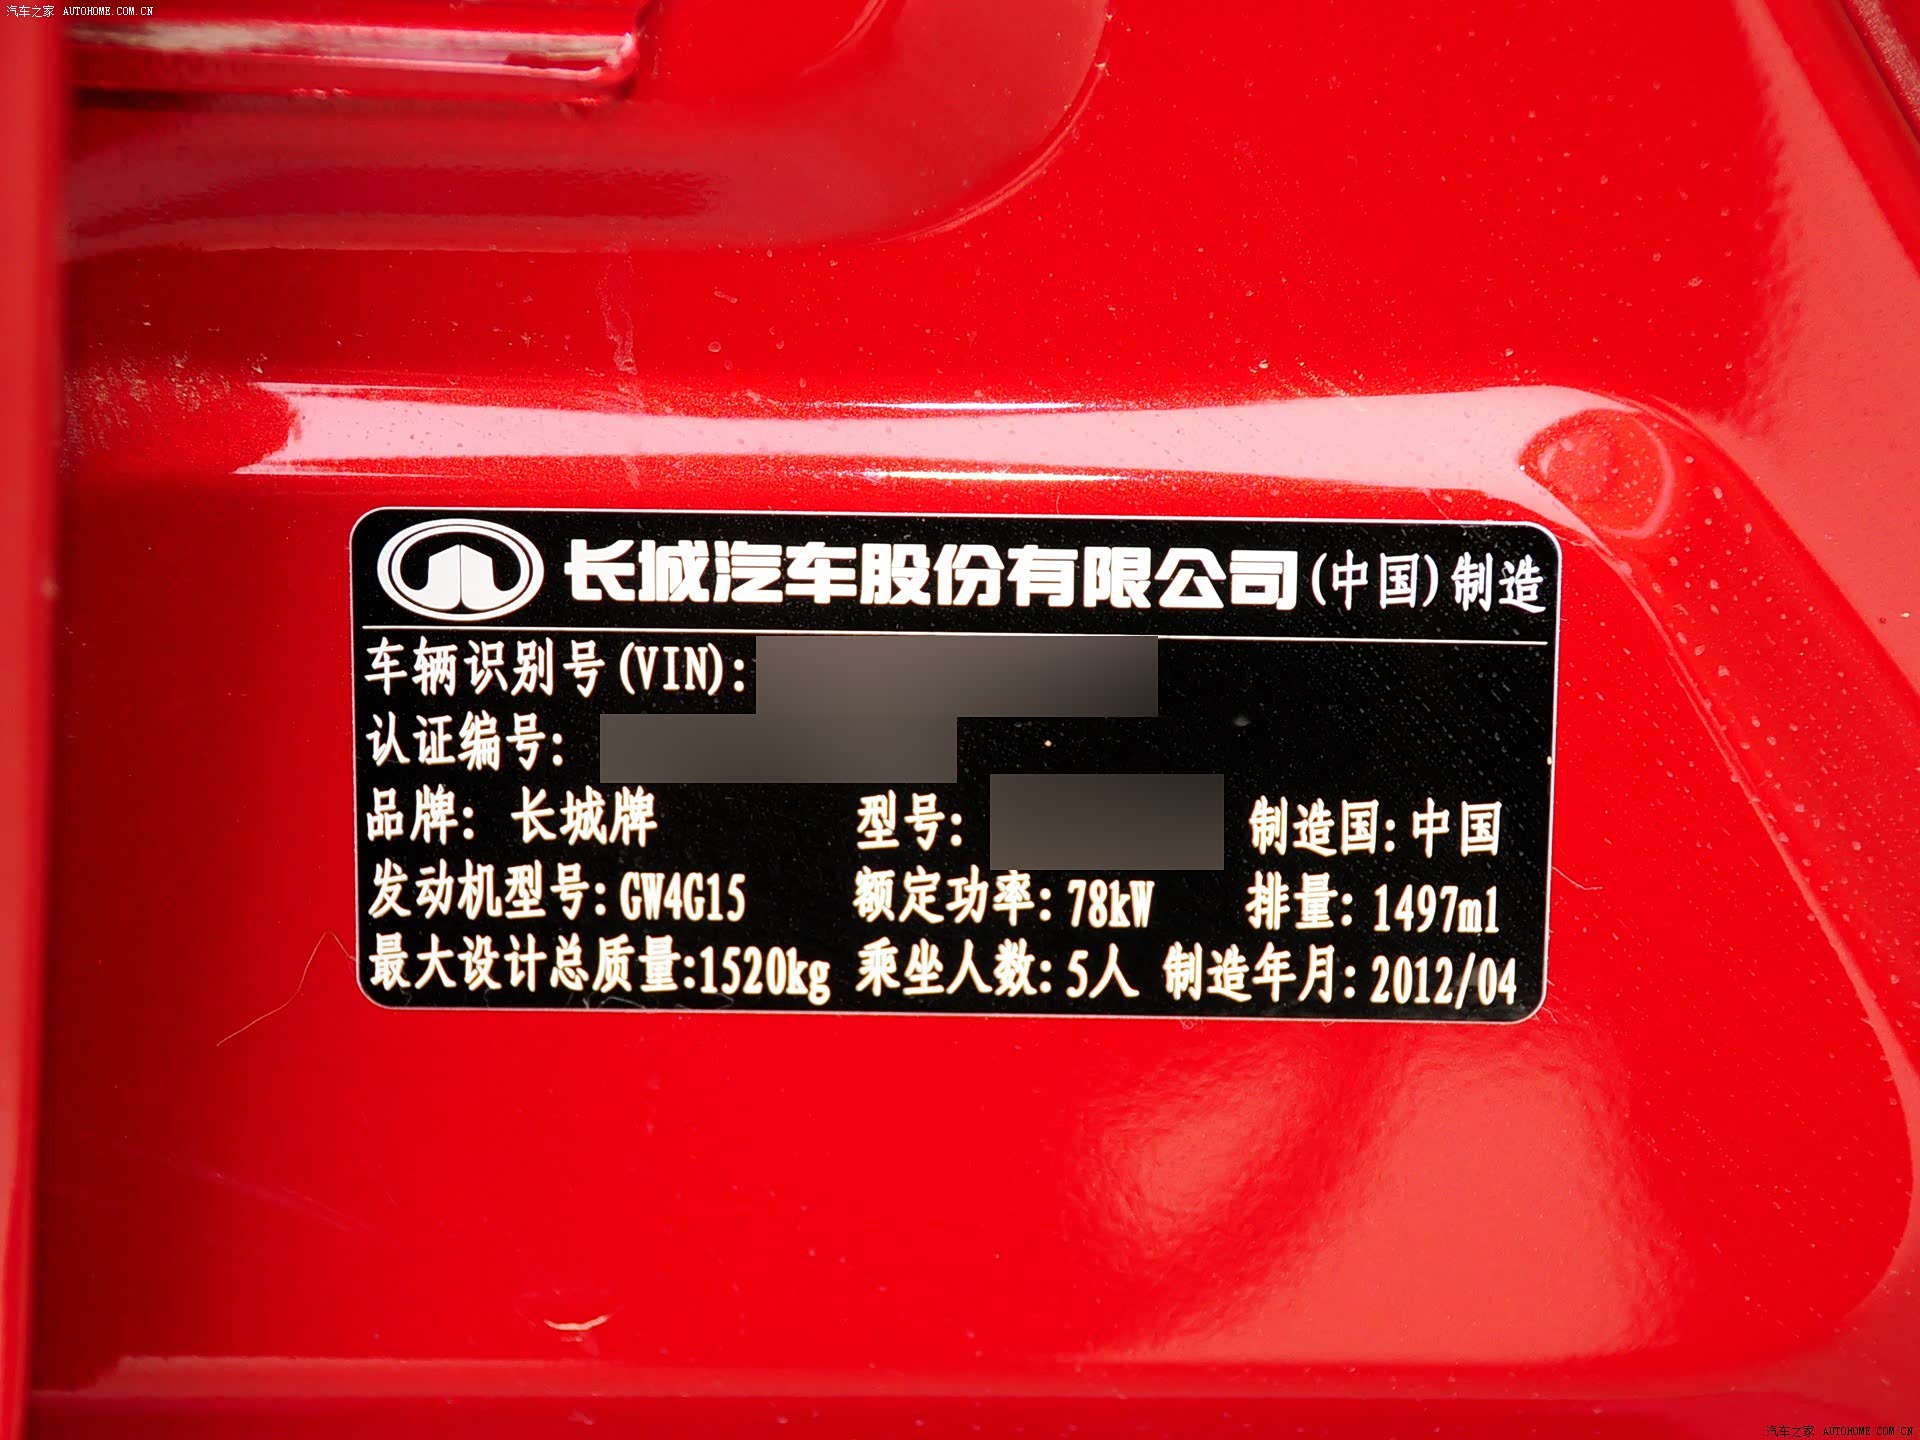 汽车之家 AUTOHOME.COM.CN
长城汽车股份有限公司(中国)制造
车辆识别号(VIN):
认证编号:
品牌: 长城牌 型号: 制造国:中国
发动机型号:GW4G15 额定功率:78kW 排量:1497ml
最大设计总质量:1520kg 乘坐人数:5人 制造年月:2012/04
汽车之家 AUTOHOME.COM.CN